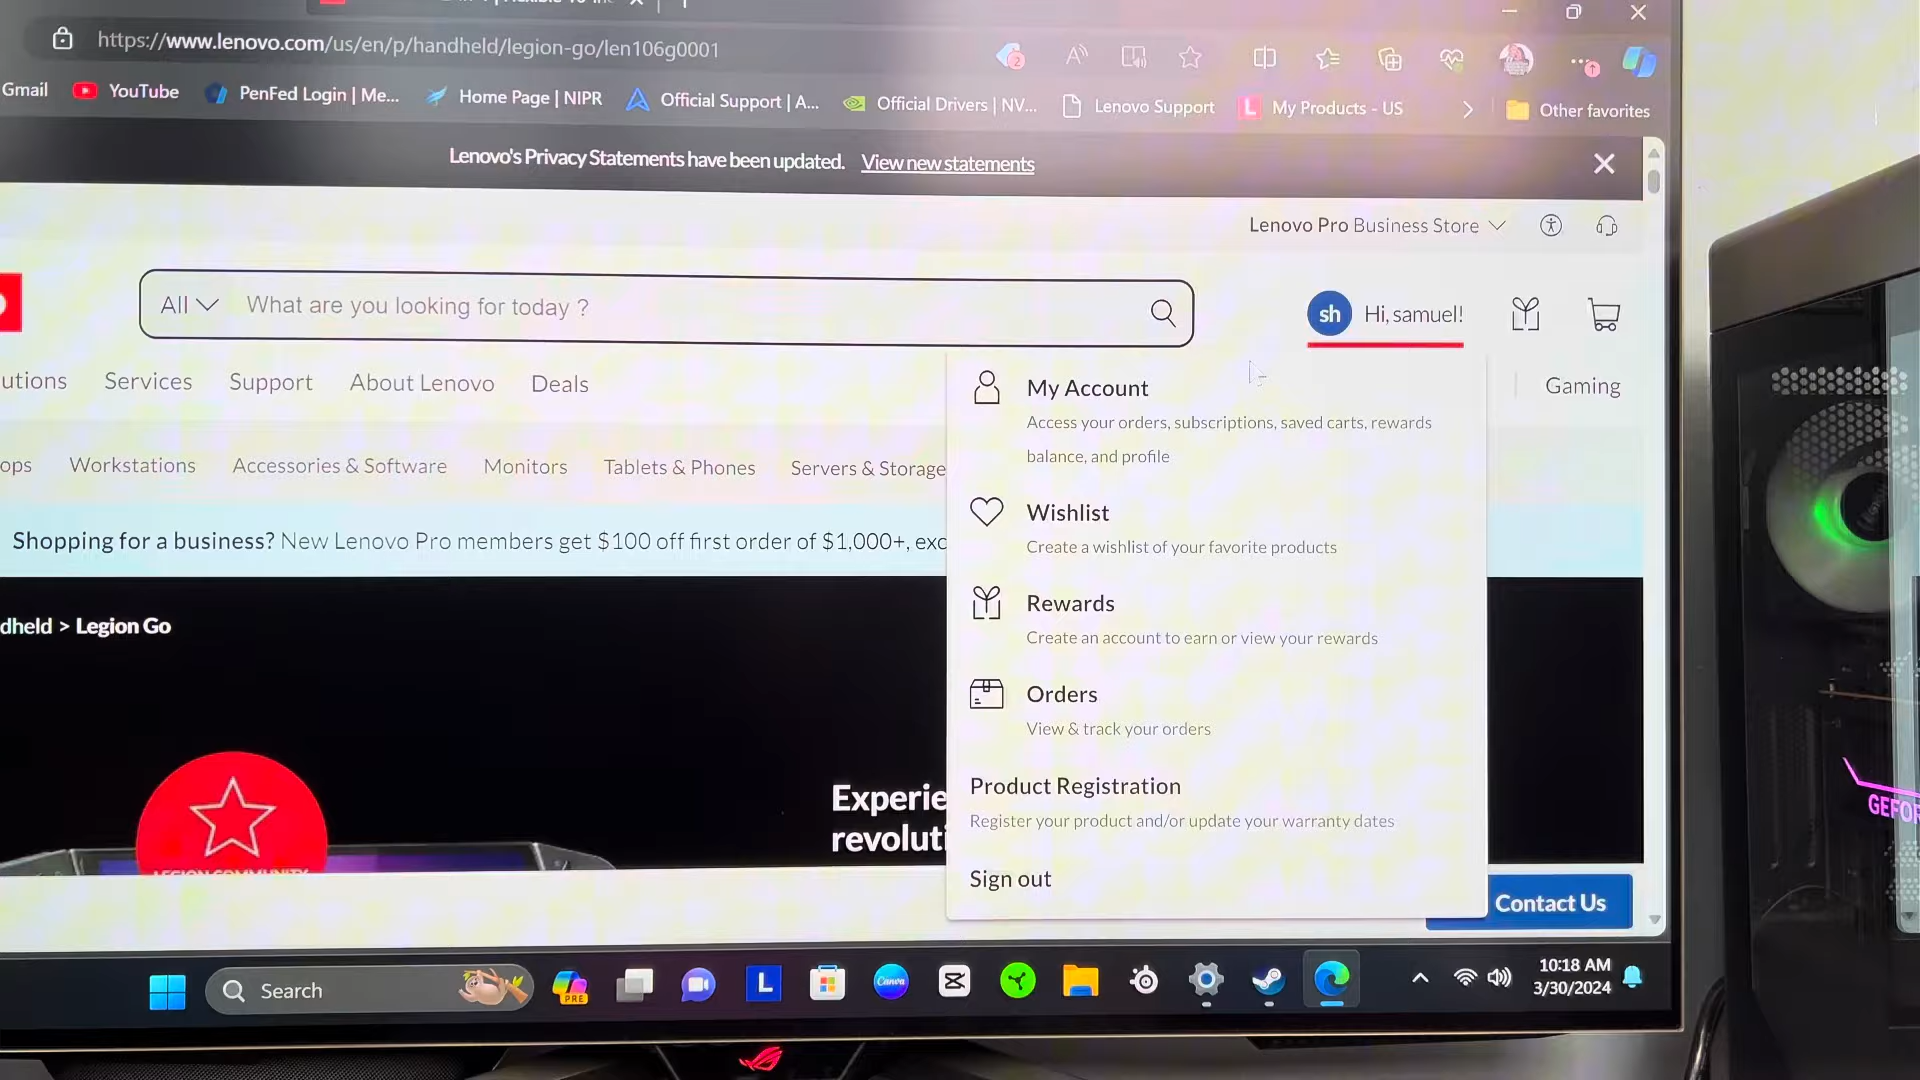 https://www.lenovo.com/us/en/p/handheld/legion-go/len106g0001
2
Gmail
YouTube
PenFed Login | Me...
Home Page | NIPR
Official Support | A...
Official Drivers | NV...
Lenovo Support
L
My Products - US
Other favorites
Lenovo's Privacy Statements have been updated. View new statements
Lenovo Pro Business Store
All
What are you looking for today ?
sh
Hi, samuel!
utions
Services
Support
About Lenovo
Deals
Gaming
ops
Workstations
Accessories & Software
Monitors
Tablets & Phones
Servers & Storage
Shopping for a business? New Lenovo Pro members get $100 off first order of $1,000+, exc
dheld > Legion Go
LEGION COMMUNITY
Experie
revoluti
My Account
Access your orders, subscriptions, saved carts, rewards
balance, and profile
Wishlist
Create a wishlist of your favorite products
Rewards
Create an account to earn or view your rewards
Orders
View & track your orders
Product Registration
Register your product and/or update your warranty dates
Sign out
Contact Us
Search
PRE
L
Canva
10:18 AM
3/30/2024
GEFOR